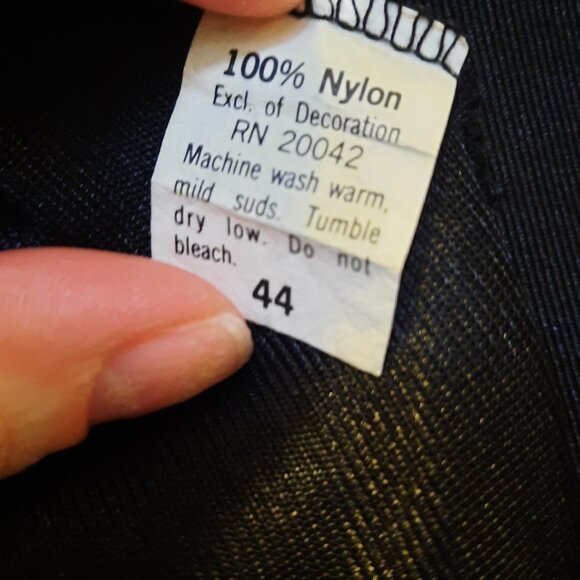 100% Nylon
Excl. of Decoration
RN 20042
Machine wash warm,
mild suds. Tumble
dry low. Do not
bleach.
44